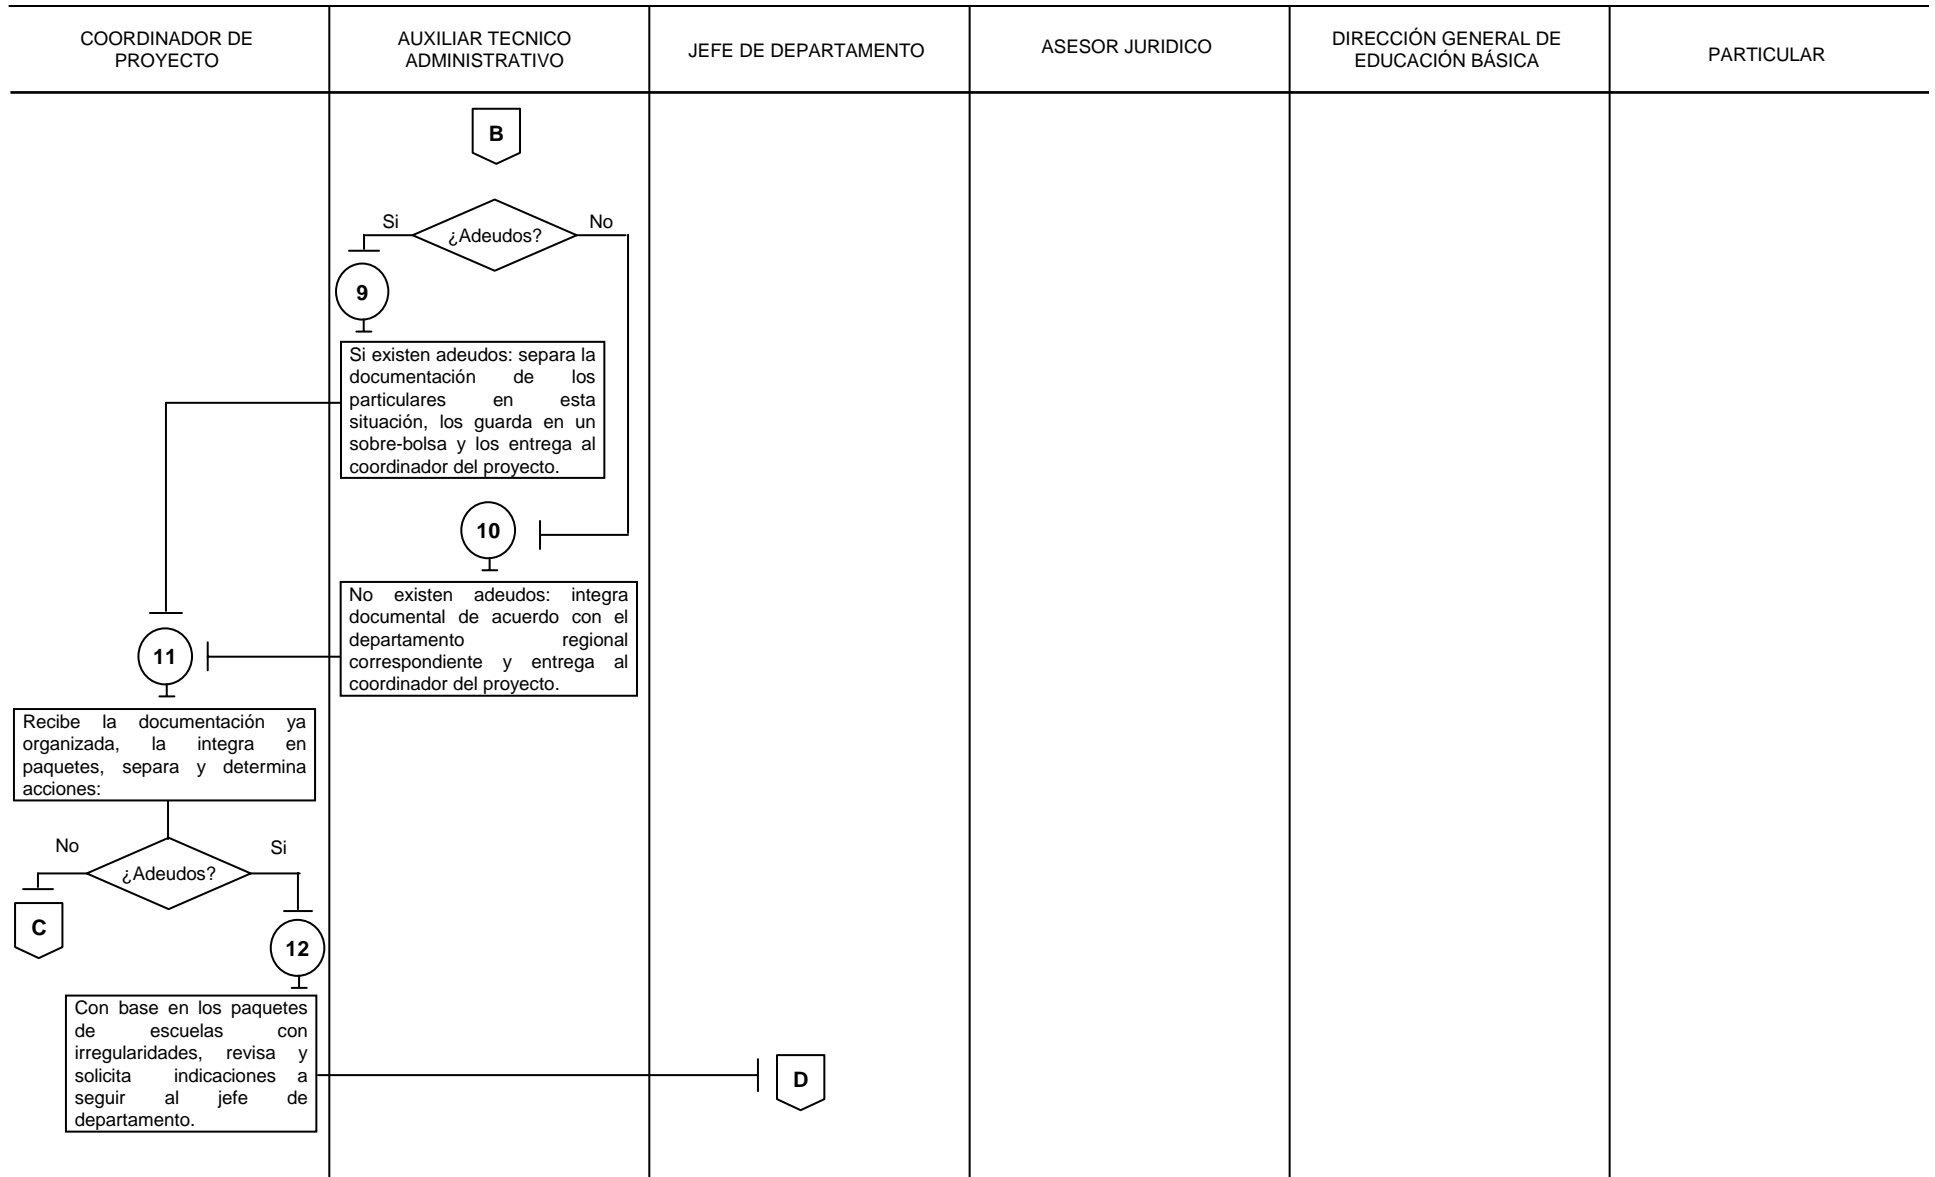 COORDINADOR DE
PROYECTO
AUXILIAR TECNICO
ADMINISTRATIVO
JEFE DE DEPARTAMENTO
ASESOR JURIDICO
DIRECCIÓN GENERAL DE
EDUCACIÓN BÁSICA
PARTICULAR
B
Si
¿Adeudos?
No
9
Si existen adeudos: separa la
documentación de los
particulares en esta
situación, los guarda en un
sobre-bolsa y los entrega al
coordinador del proyecto.
10
No existen adeudos: integra
documental de acuerdo con el
departamento regional
correspondiente y entrega al
coordinador del proyecto.
11
Recibe la documentación ya
organizada, la integra en
paquetes, separa y determina
acciones:
No
¿Adeudos?
Si
C
12
Con base en los paquetes
de escuelas con
irregularidades, revisa y
solicita indicaciones a
seguir al jefe de
departamento.
D